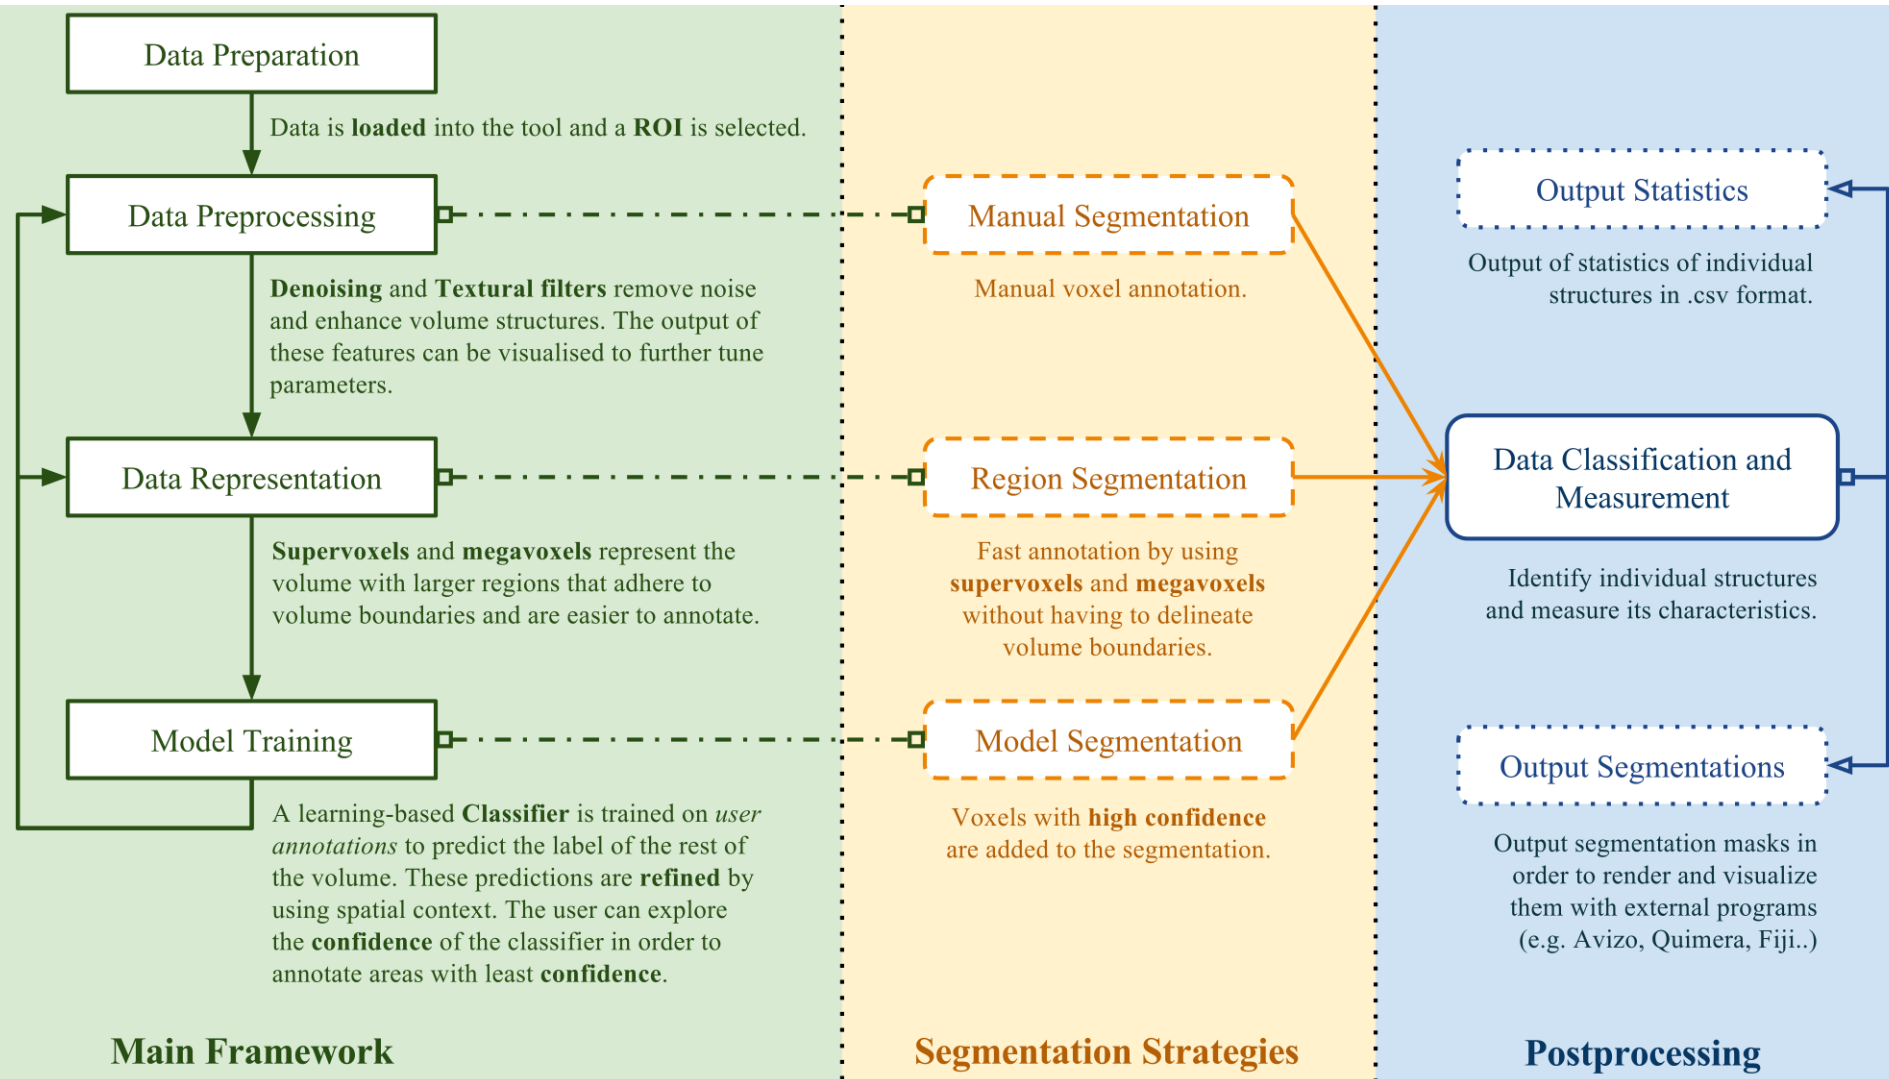 Data Preparation
Data is loaded into the tool and a ROI is selected.
Data Preprocessing
Denoising and Textural filters remove noise
and enhance volume structures. The output of
these features can be visualised to further tune
parameters.
Data Representation
Supervoxels and megavoxels represent the
volume with larger regions that adhere to
volume boundaries and are easier to annotate.
Model Training
A learning-based Classifier is trained on user
annotations to predict the label of the rest of
the volume. These predictions are refined by
using spatial context. The user can explore
the confidence of the classifier in order to
annotate areas with least confidence.
Main Framework
Manual Segmentation
Manual voxel annotation.
Region Segmentation
Fast annotation by using
supervoxels and megavoxels
without having to delineate
volume boundaries.
Model Segmentation
Voxels with high confidence
are added to the segmentation.
Segmentation Strategies
Output Statistics
Output of statistics of individual
structures in .csv format.
Data Classification and
Measurement
Identify individual structures
and measure its characteristics.
Output Segmentations
Output segmentation masks in
order to render and visualize
them with external programs
(e.g. Avizo, Quimera, Fiji..)
Postprocessing